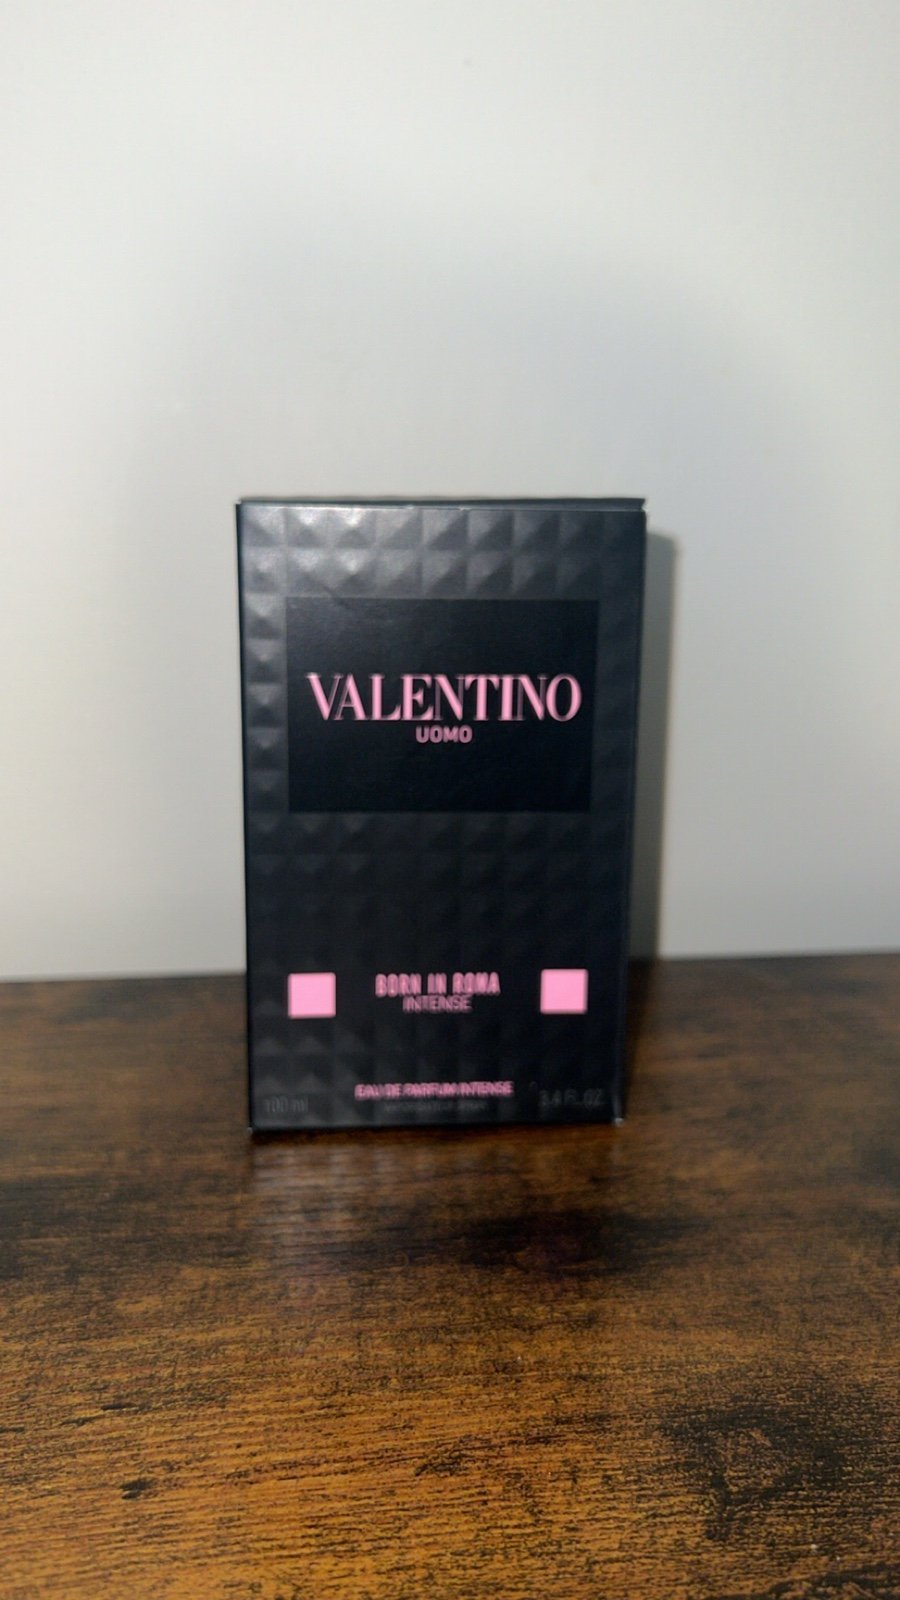 VALENTINO
UOMO
BORN IN ROMA
INTENSE
EAU DE PARFUM INTENSE
100 ml
3.4 FL.OZ